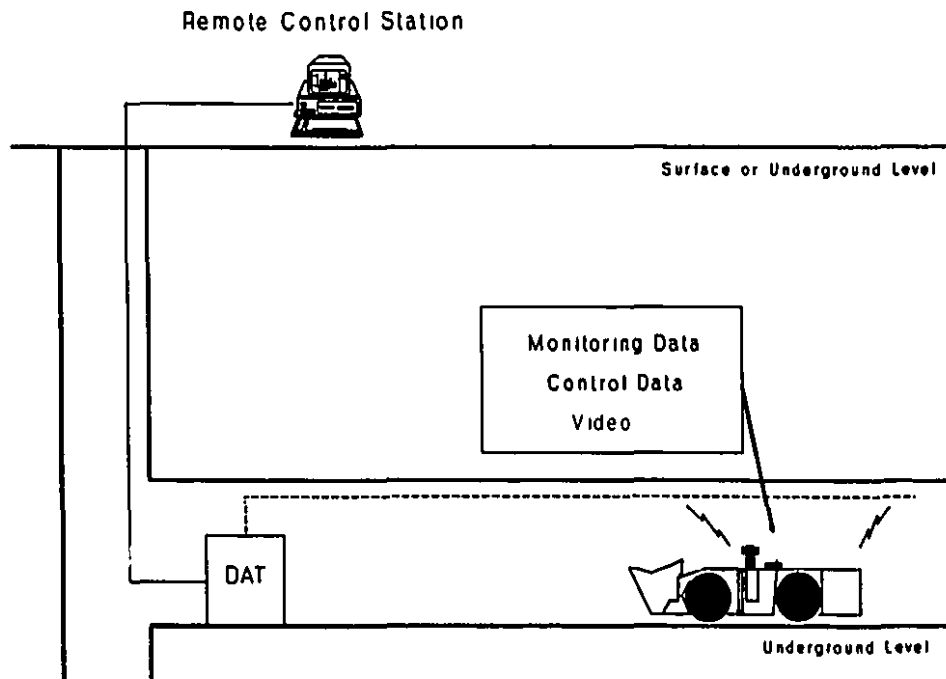 Remote Control Station
Surface or Underground Level
Monitoring Data
Control Data
Video
DAT
Underground Level